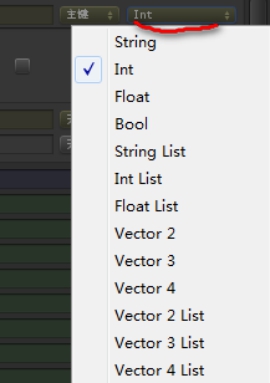 主键 Int
String
Int
Float
Bool
String List
Int List
Float List
Vector 2
Vector 3
Vector 4
Vector 2 List
Vector 3 List
Vector 4 List